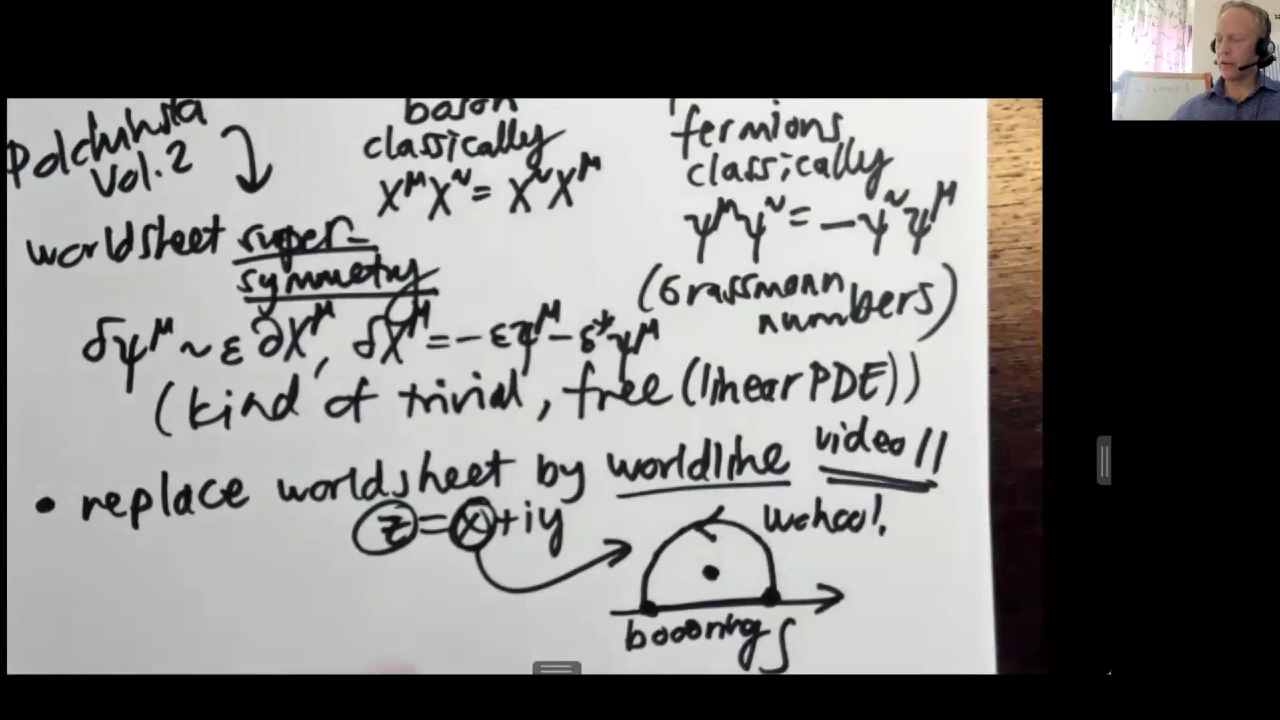 Polchinski
Vol. 2
boson
classically
X^μ X^ν = X^ν X^μ
fermions
classically
ψ^μ ψ^ν = -ψ^ν ψ^μ
(Grassmann
numbers)
worldsheet super-
symmetry
δψ^μ ~ ε ∂X^μ, δX^μ = -εψ^μ - ε*ψ^μ
(kind of trivial, free (linear PDE))
• replace worldsheet by worldline video!!
z = x + iy
wohoo!
boooring ∫